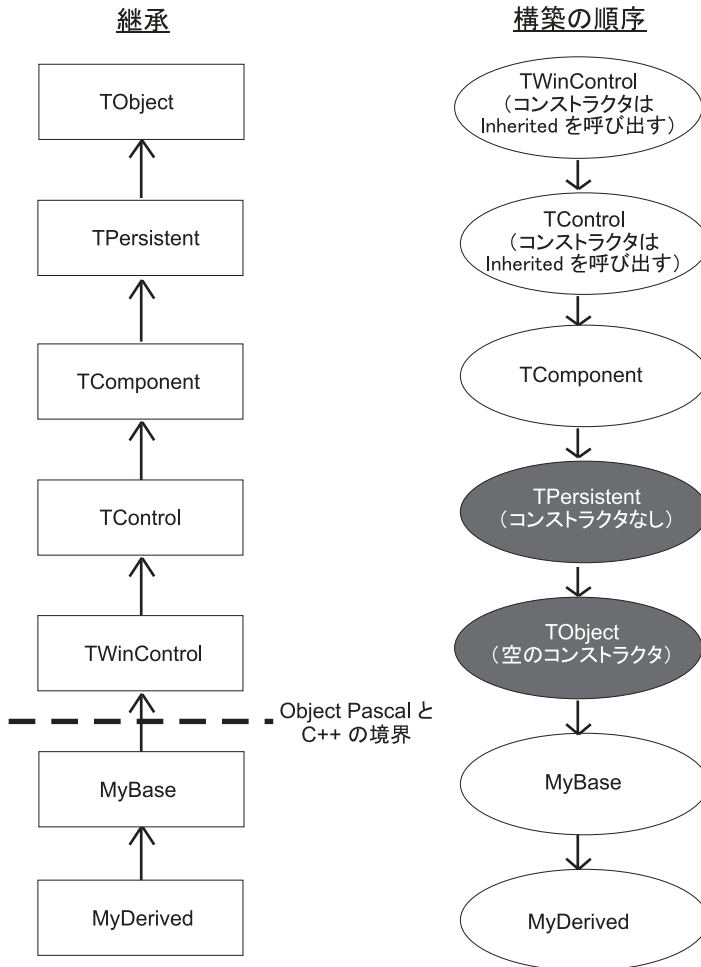 継承
TObject
TPersistent
TComponent
TControl
TWinControl
Object Pascal と
C++ の境界
MyBase
MyDerived
構築の順序
TWinControl
（コンストラクタは
Inherited を呼び出す）
TControl
（コンストラクタは
Inherited を呼び出す）
TComponent
TPersistent
（コンストラクタなし）
TObject
（空のコンストラクタ）
MyBase
MyDerived